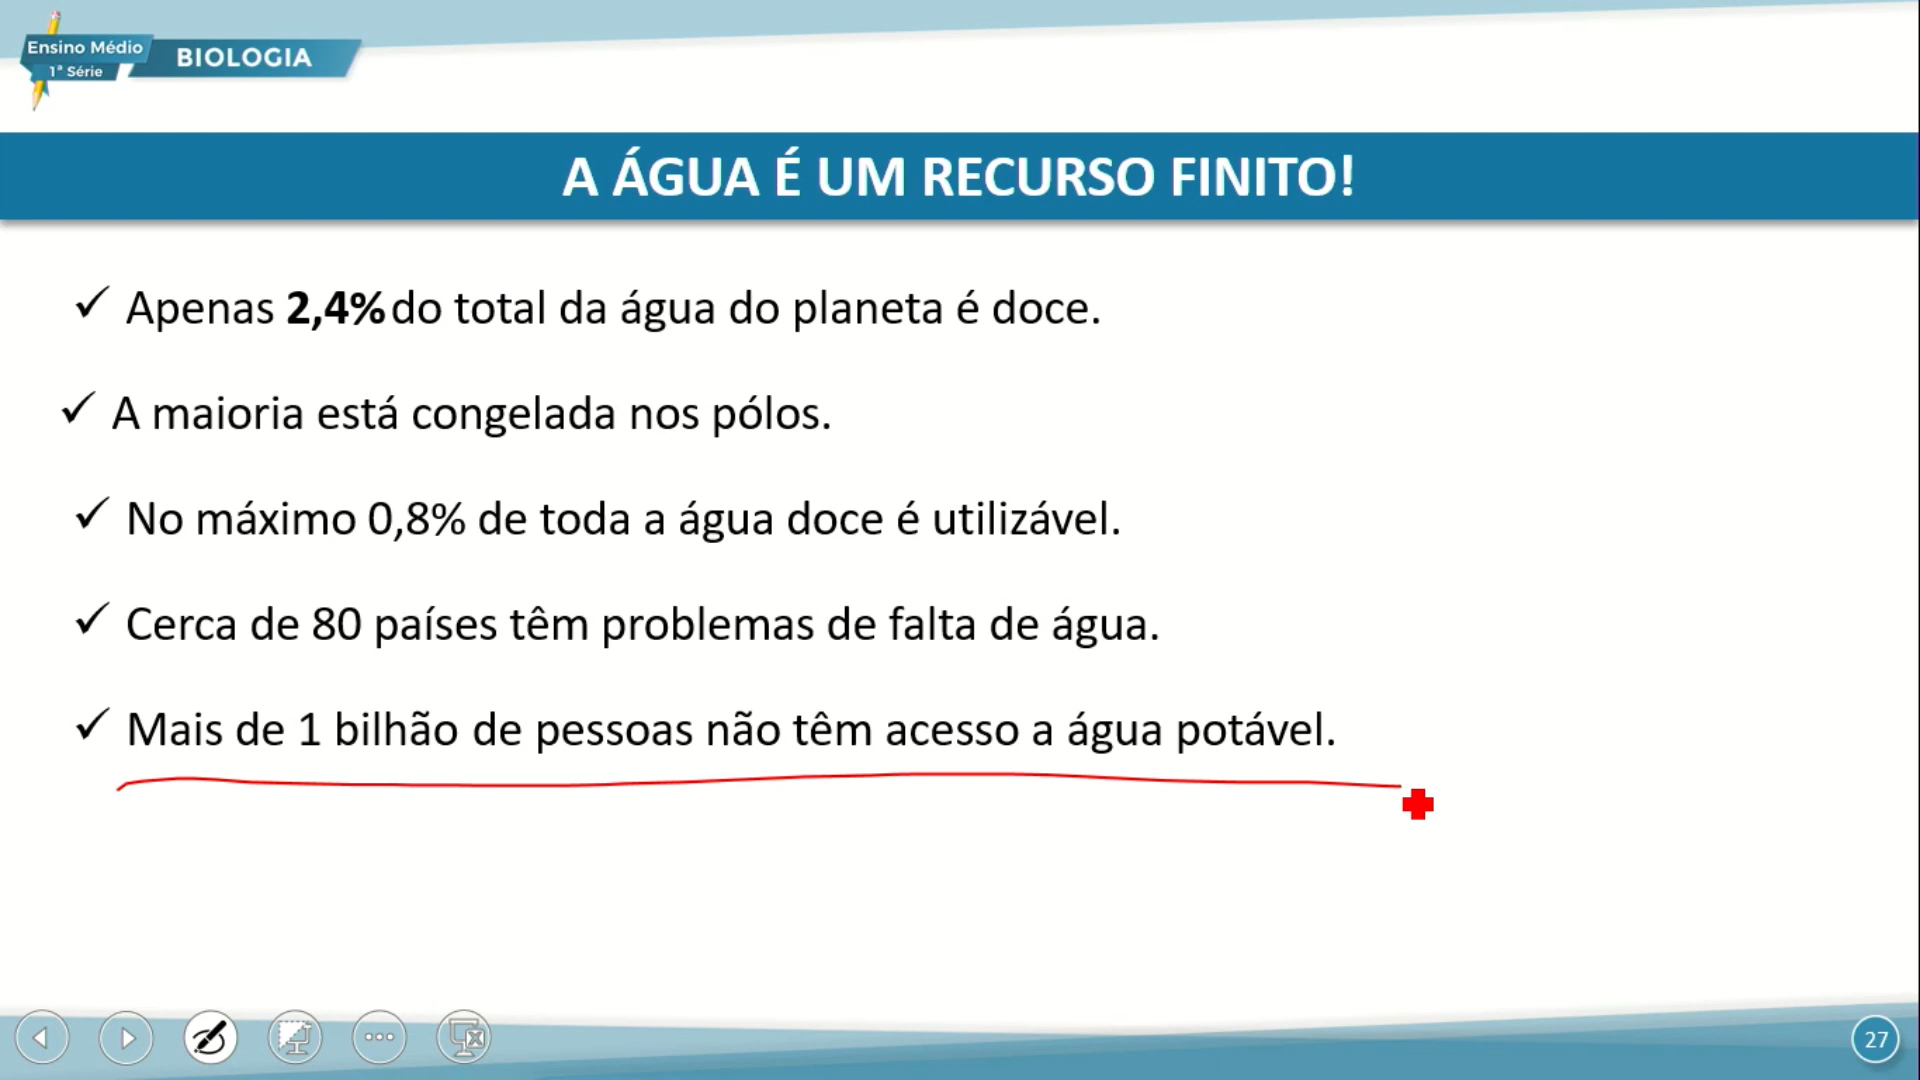 Ensino Médio
1ª Série
BIOLOGIA
A ÁGUA É UM RECURSO FINITO!
✓ Apenas 2,4% do total da água do planeta é doce.
✓ A maioria está congelada nos pólos.
✓ No máximo 0,8% de toda a água doce é utilizável.
✓ Cerca de 80 países têm problemas de falta de água.
✓ Mais de 1 bilhão de pessoas não têm acesso a água potável.
27